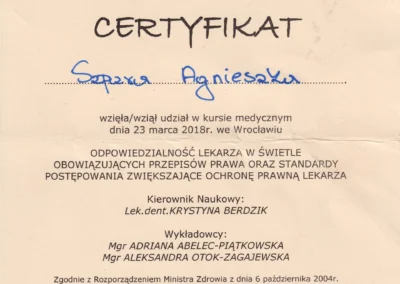 CERTYFIKAT
Szpara Agnieszka
wzięła/wziął udział w kursie medycznym
dnia 23 marca 2018r. we Wrocławiu
ODPOWIEDZIALNOŚĆ LEKARZA W ŚWIETLE
OBOWIĄZUJĄCYCH PRZEPISÓW PRAWA ORAZ STANDARDY
POSTĘPOWANIA ZWIĘKSZAJĄCE OCHRONĘ PRAWNĄ LEKARZA
Kierownik Naukowy:
Lek.dent.KRYSTYNA BERDZIK
Wykładowcy:
Mgr ADRIANA ABELEC-PIĄTKOWSKA
Mgr ALEKSANDRA OTOK-ZAGAJEWSKA
Zgodnie z Rozporządzeniem Ministra Zdrowia z dnia 6 października 2004r.